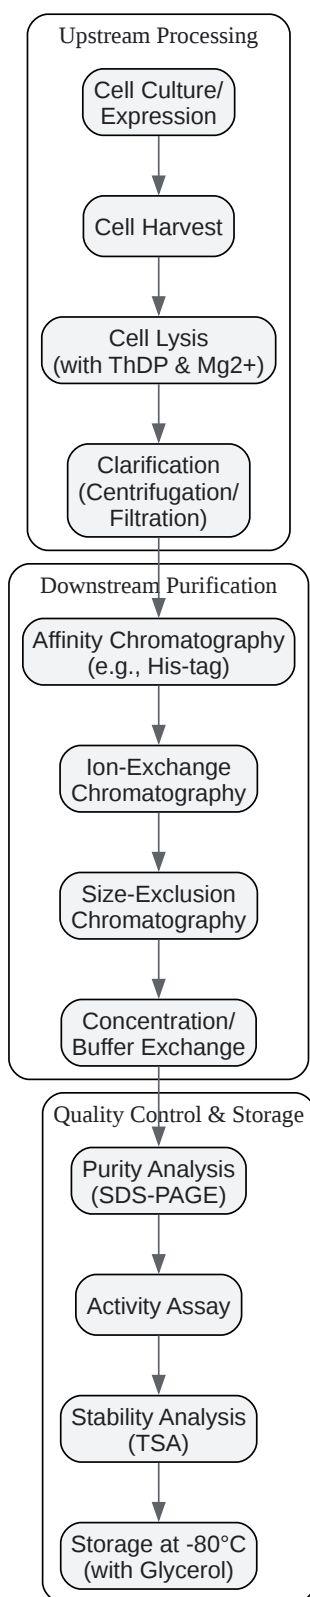 Upstream Processing
Cell Culture/
Expression
Cell Harvest
Cell Lysis
(with ThDP & Mg2+)
Clarification
(Centrifugation/
Filtration)
Downstream Purification
Affinity Chromatography
(e.g., His-tag)
Ion-Exchange
Chromatography
Size-Exclusion
Chromatography
Concentration/
Buffer Exchange
Quality Control & Storage
Purity Analysis
(SDS-PAGE)
Activity Assay
Stability Analysis
(TSA)
Storage at -80°C
(with Glycerol)